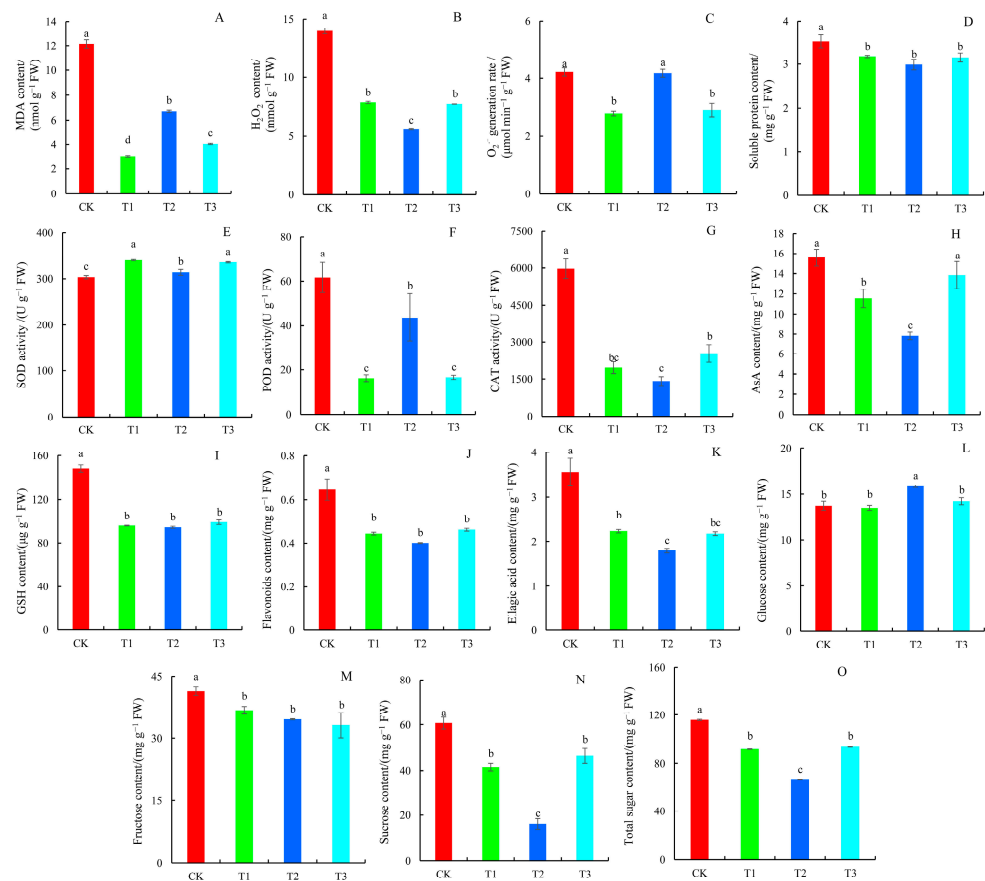 A
MDA content/
(nmol g⁻¹ FW)
14
12
10
8
6
4
2
0
a
d
b
c
CK T1 T2 T3
B
H₂O₂ content/
(mmol g⁻¹ FW)
15
10
5
0
a
b
c
b
CK T1 T2 T3
C
O₂⁻ generation rate /
(μmol min⁻¹ g⁻¹ FW)
6
4
2
0
a
b
a
b
CK T1 T2 T3
D
Soluble protein content/
(mg g⁻¹ FW)
4
3
2
1
0
a
b
b
b
CK T1 T2 T3
E
SOD activity /(U g⁻¹ FW)
400
300
200
100
0
c
a
b
a
CK T1 T2 T3
F
POD activity/(U g⁻¹ FW)
80
60
40
20
0
a
c
b
c
CK T1 T2 T3
G
CAT activity/(U g⁻¹ FW)
7500
6000
4500
3000
1500
0
a
bc
c
b
CK T1 T2 T3
H
AsA content/(mg g⁻¹ FW)
18
16
14
12
10
8
6
4
2
0
a
b
c
a
CK T1 T2 T3
I
GSH content/(μg g⁻¹ FW)
160
120
80
40
0
a
b
b
b
CK T1 T2 T3
J
Flavonoids content/(mg g⁻¹ FW)
0.8
0.6
0.4
0.2
0
a
b
b
b
CK T1 T2 T3
K
Ellagic acid content/(mg g⁻¹ FW)
4
3
2
1
0
a
b
c
bc
CK T1 T2 T3
L
Glucose content/(mg g⁻¹ FW)
20
15
10
5
0
b
b
a
b
CK T1 T2 T3
M
Fructose content/(mg g⁻¹ FW)
45
30
15
0
a
b
b
b
CK T1 T2 T3
N
Sucrose content/(mg g⁻¹ FW)
80
60
40
20
0
a
b
c
b
CK T1 T2 T3
O
Total sugar content/(mg g⁻ FW)
160
120
80
40
0
a
b
c
b
CK T1 T2 T3